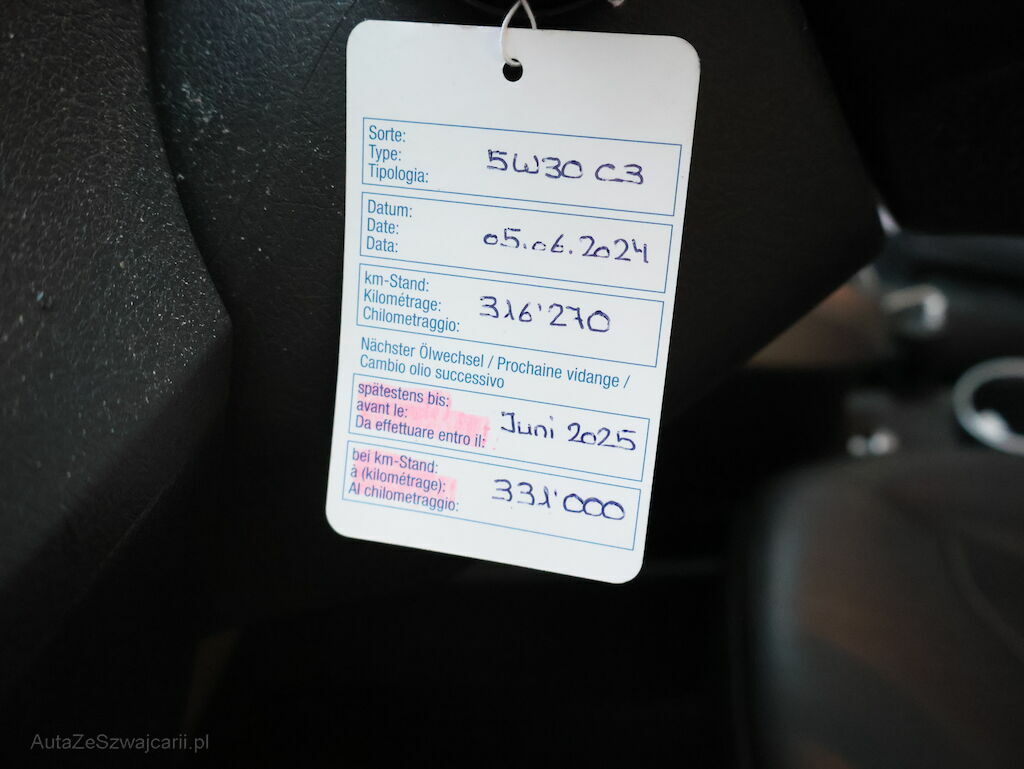 Sorte:
Type:
Tipologia:
5W30 C3
Datum:
Date:
Data:
05.06.2024
km-Stand:
Kilométrage:
Chilometraggio:
316'270
Nächster Ölwechsel / Prochaine vidange /
Cambio olio successivo
spätestens bis:
avant le:
Da effettuare entro il:
Juni 2025
bei km-Stand:
à (kilométrage):
Al chilometraggio:
331'000
AutaZeSzwajcarii.pl